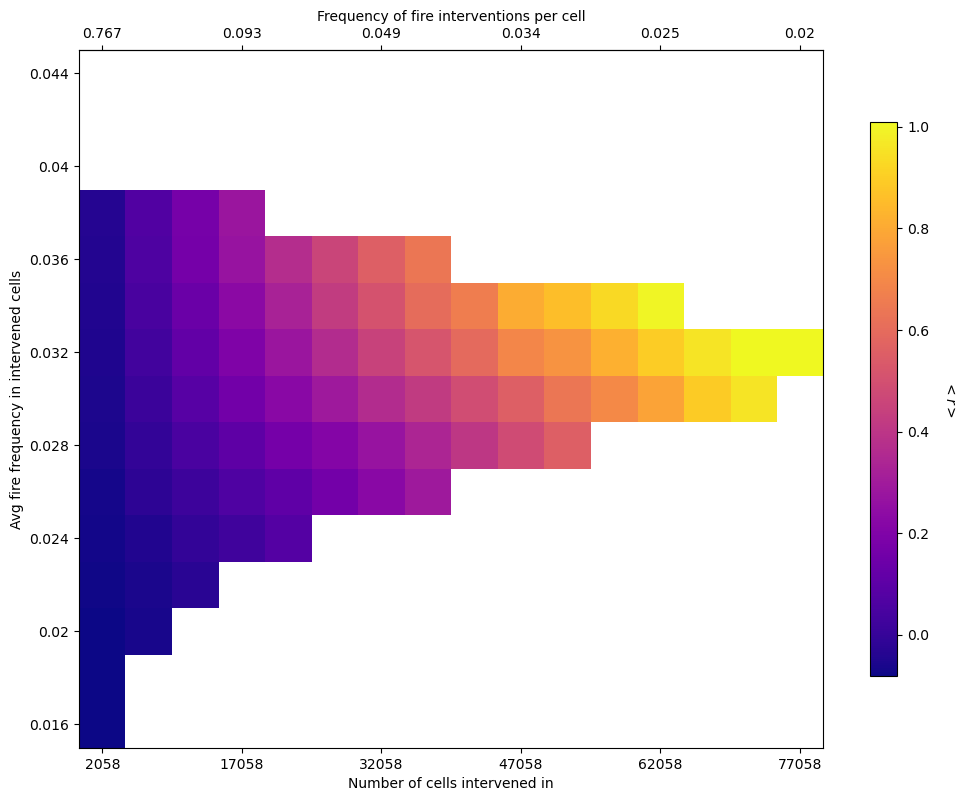 Frequency of fire interventions per cell
0.767 0.093 0.049 0.034 0.025 0.02
0.044
0.04
0.036
0.032
0.028
0.024
0.02
0.016
Avg fire frequency in intervened cells
2058 17058 32058 47058 62058 77058
Number of cells intervened in
1.0
0.8
0.6
0.4
0.2
0.0
< r >